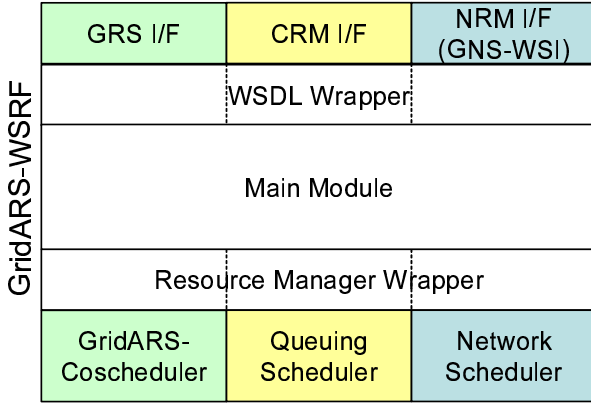 GRS I/F
CRM I/F
NRM I/F
(GNS-WSI)
GridARS-WSRF
WSDL Wrapper
Main Module
Resource Manager Wrapper
GridARS-
Coscheduler
Queuing
Scheduler
Network
Scheduler